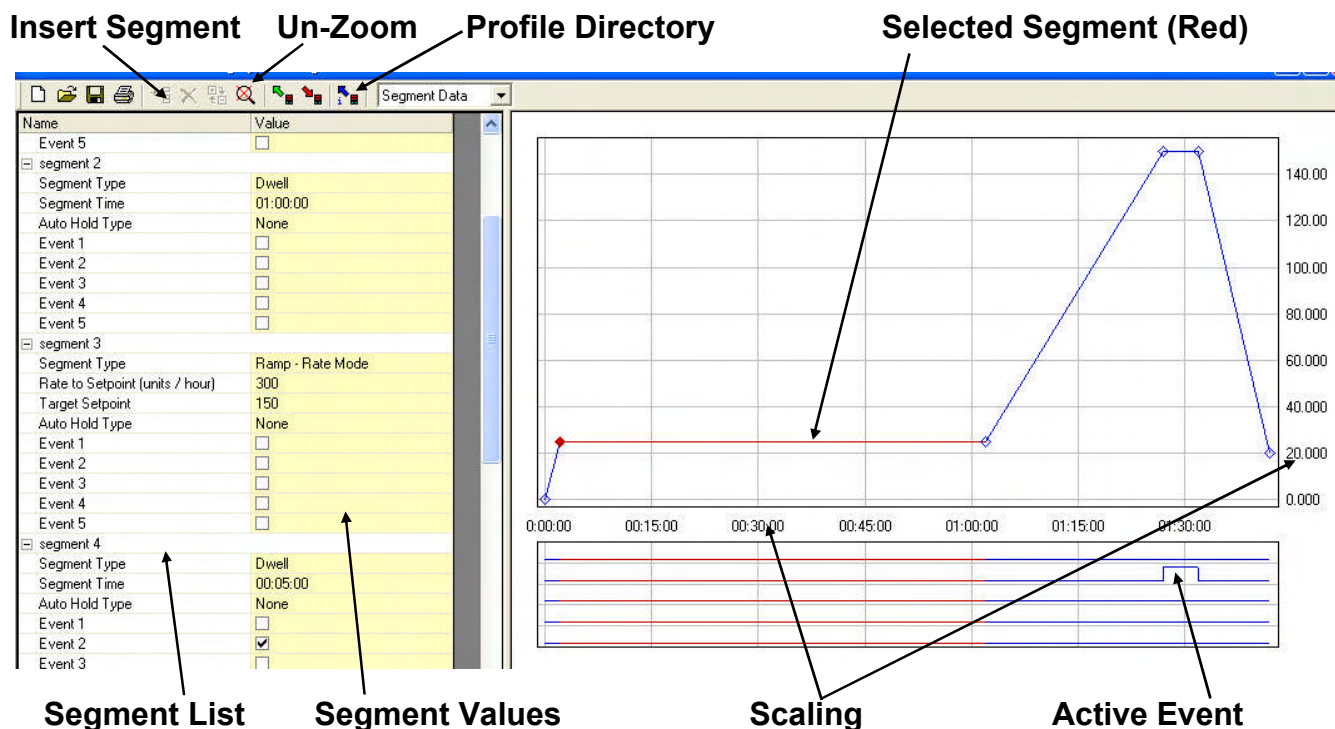 Insert Segment Un-Zoom Profile Directory Selected Segment (Red)
Segment Data
Name Value
Event 5
segment 2
Segment Type Dwell
Segment Time 01:00:00
Auto Hold Type None
Event 1
Event 2
Event 3
Event 4
Event 5
segment 3
Segment Type Ramp - Rate Mode
Rate to Setpoint (units / hour) 300
Target Setpoint 150
Auto Hold Type None
Event 1
Event 2
Event 3
Event 4
Event 5
segment 4
Segment Type Dwell
Segment Time 00:05:00
Auto Hold Type None
Event 1
Event 2
Event 3
140.00
120.00
100.00
80.000
60.000
40.000
20.000
0.000
0:00:00 00:15:00 00:30:00 00:45:00 01:00:00 01:15:00 01:30:00
Segment List Segment Values Scaling Active Event